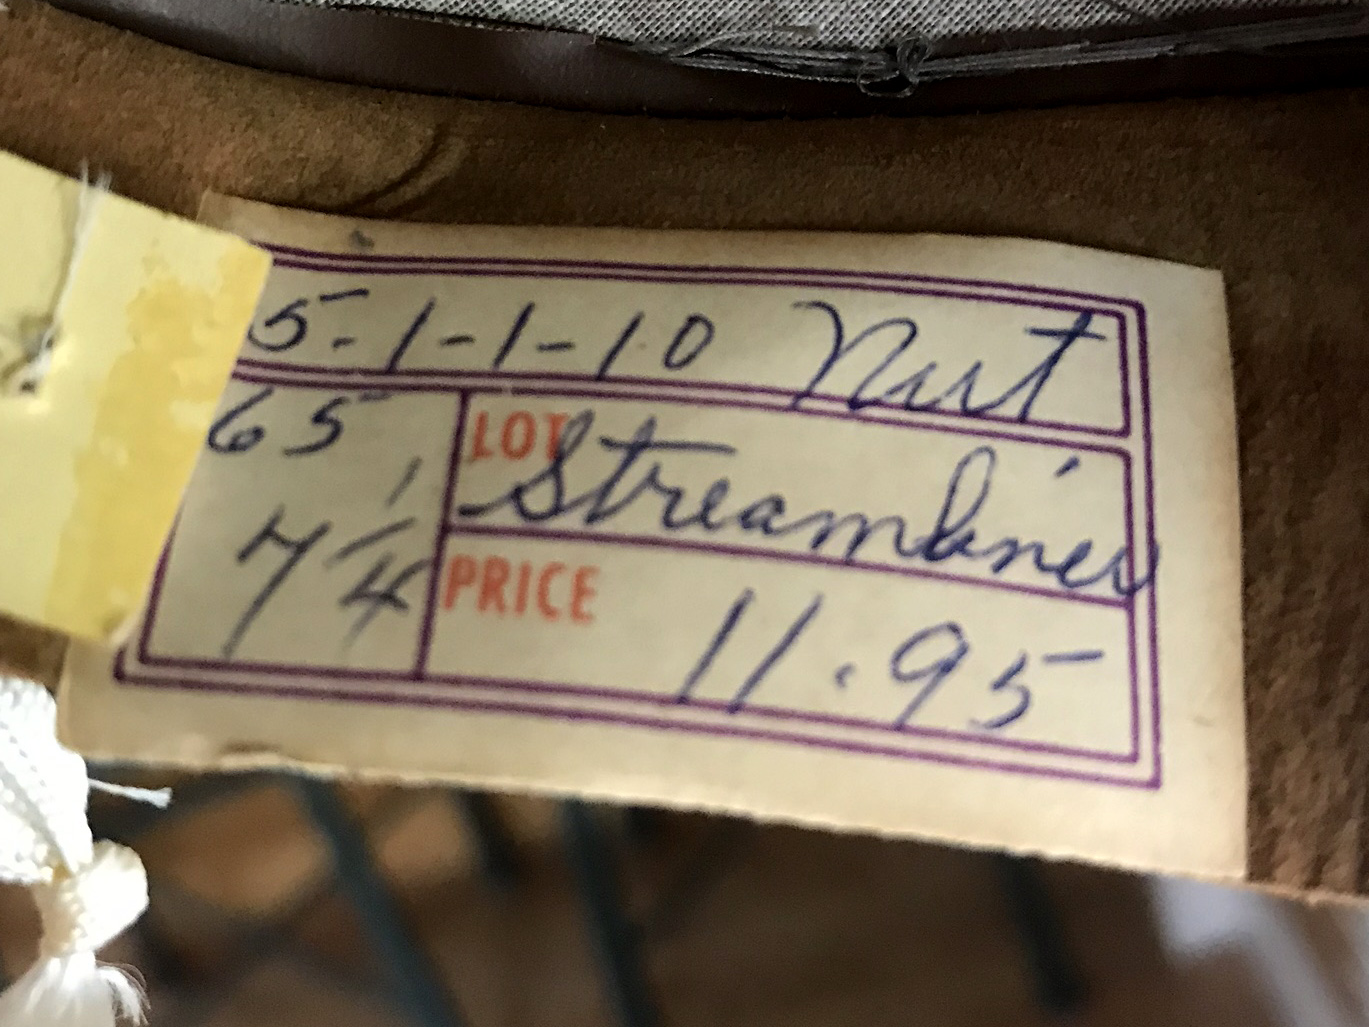 5-1-1-10 Nut
65
7 1/4
LOT Streamliner
PRICE 11.95